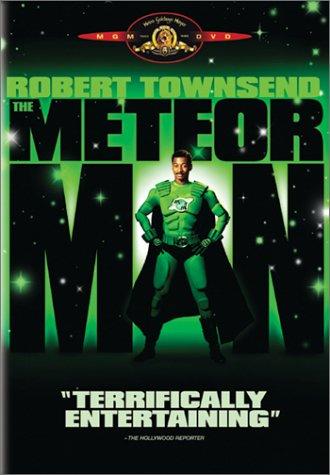 MGM DVD
ROBERT TOWNSEND
THE
METEOR
MAN
"TERRIFICALLY
ENTERTAINING"
–THE HOLLYWOOD REPORTER